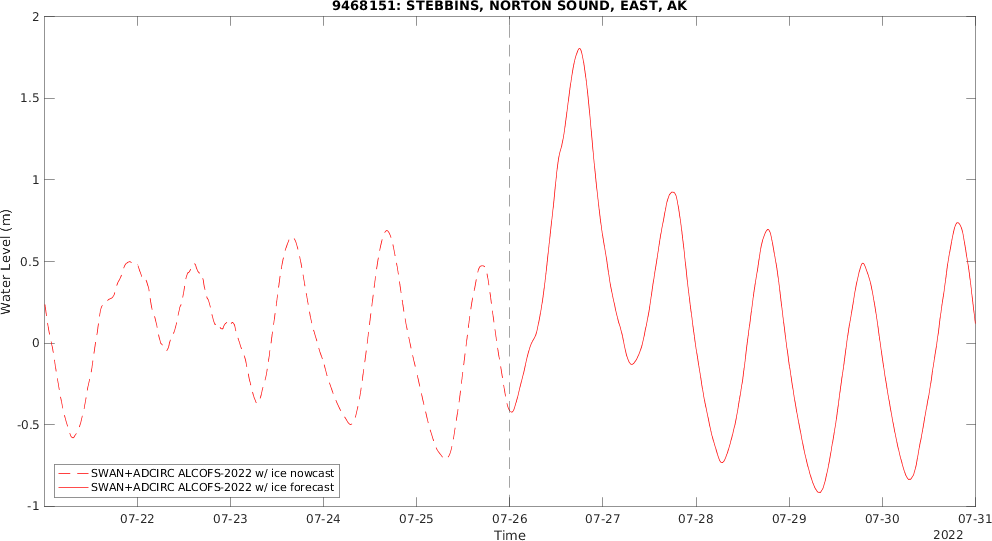 9468151: STEBBINS, NORTON SOUND, EAST, AK
2
1.5
1
0.5
0
-0.5
-1
Water Level (m)
SWAN+ADCIRC ALCOFS-2022 w/ ice nowcast
SWAN+ADCIRC ALCOFS-2022 w/ ice forecast
07-22 07-23 07-24 07-25 07-26 07-27 07-28 07-29 07-30 07-31
Time
2022